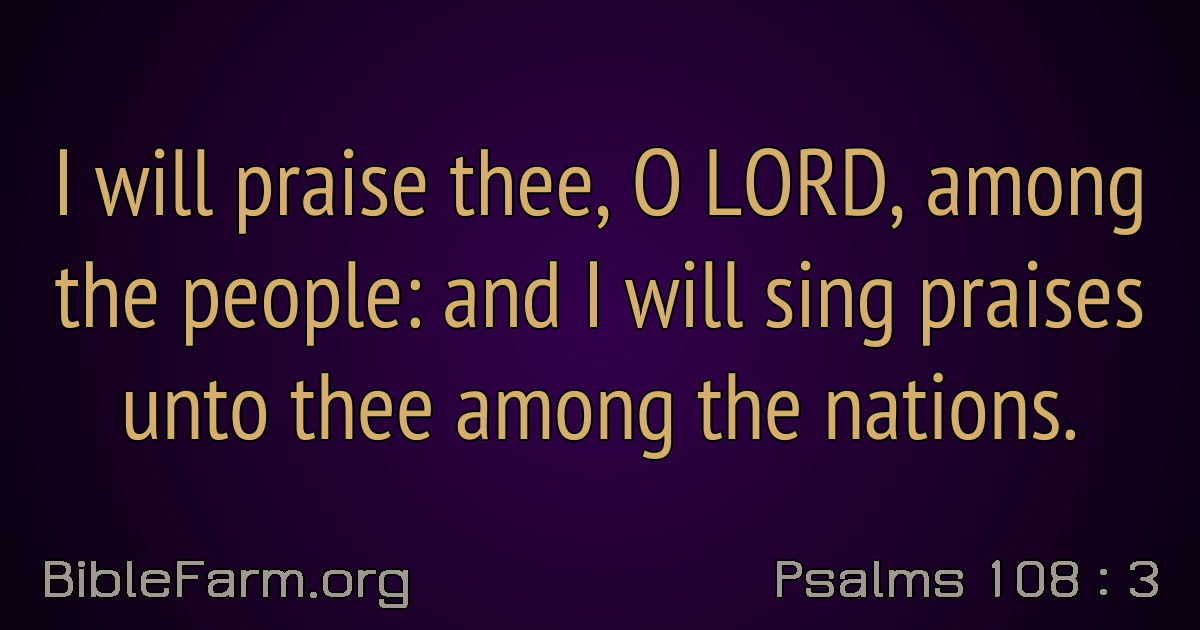 I will praise thee, O LORD, among
the people: and I will sing praises
unto thee among the nations.
BibleFarm.org
Psalms 108 : 3